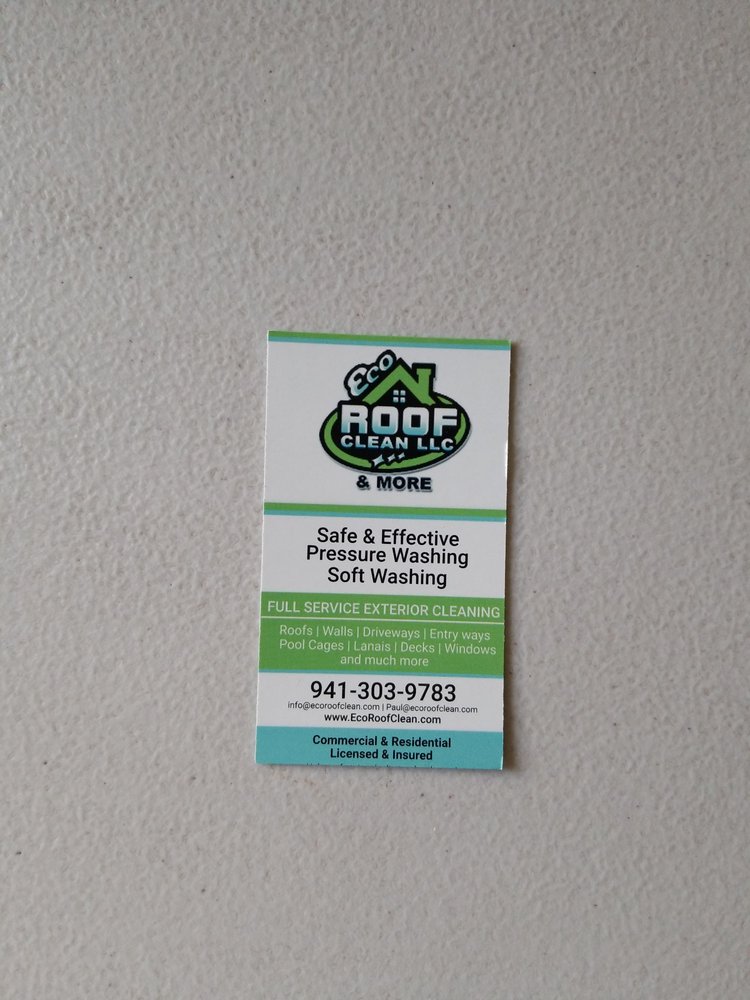 Eco
ROOF
CLEAN LLC
& MORE
Safe & Effective
Pressure Washing
Soft Washing
FULL SERVICE EXTERIOR CLEANING
Roofs | Walls | Driveways | Entry ways
Pool Cages | Lanais | Decks | Windows
and much more
941-303-9783
info@ecoroofclean.com | Paul@ecoroofclean.com
www.EcoRoofClean.com
Commercial & Residential
Licensed & Insured